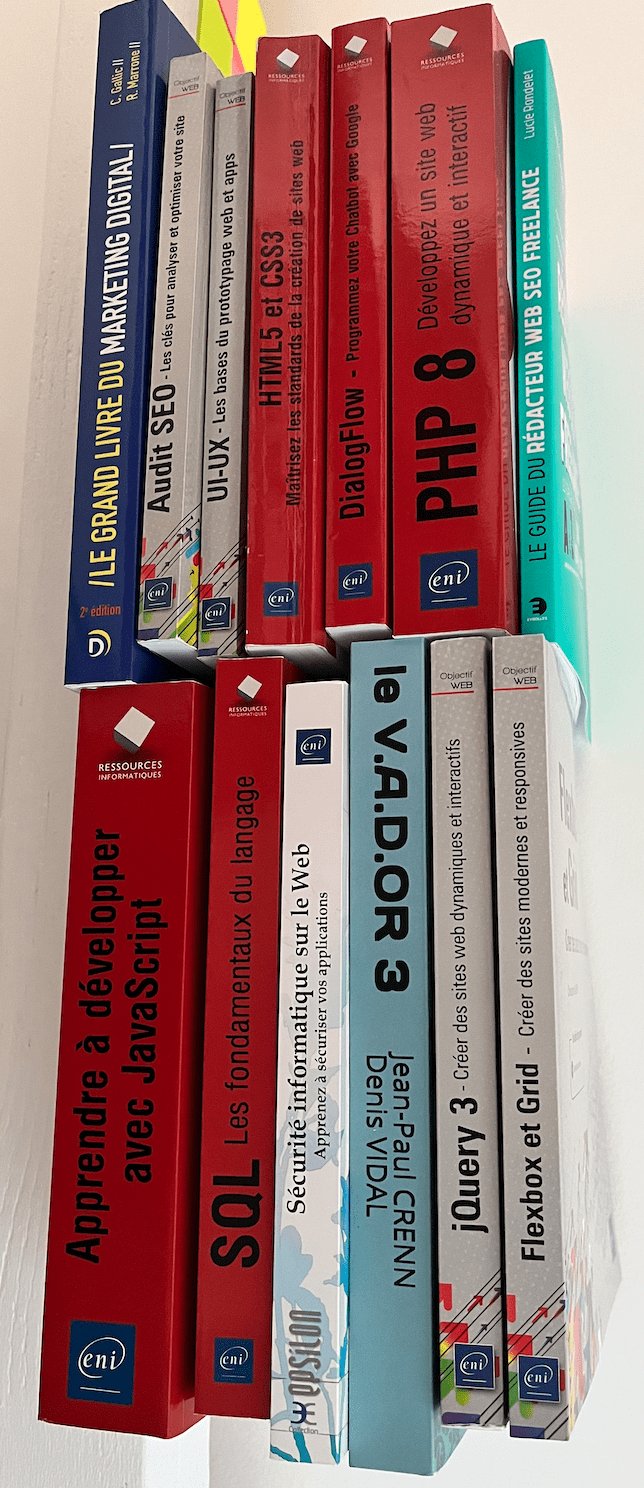 C. Gallic II
R. Marrone II
/LE GRAND LIVRE DU MARKETING DIGITAL/
2e édition
Objectif
WEB
Audit SEO - Les clés pour analyser et optimiser votre site
eni
Objectif
WEB
UI-UX - Les bases du prototypage web et apps
eni
RESSOURCES
INFORMATIQUES
HTML5 et CSS3
Maîtrisez les standards de la création de sites web
eni
RESSOURCES
INFORMATIQUES
DialogFlow - Programmez votre Chatbot avec Google
eni
RESSOURCES
INFORMATIQUES
PHP 8
Développez un site web
dynamique et interactif
eni
Lucie Rondelet
LE GUIDE DU RÉDACTEUR WEB SEO FREELANCE
EYROLLES
RESSOURCES
INFORMATIQUES
Apprendre à développer
avec JavaScript
eni
RESSOURCES
INFORMATIQUES
SQL Les fondamentaux du langage
eni
eni
Sécurité informatique sur le Web
Apprenez à sécuriser vos applications
epsilon
Collection
le V.A.D.OR 3
Jean-Paul CRENN
Denis VIDAL
Objectif
WEB
jQuery 3 - Créer des sites web dynamiques et interactifs
eni
Objectif
WEB
Flexbox et Grid - Créer des sites modernes et responsives
eni